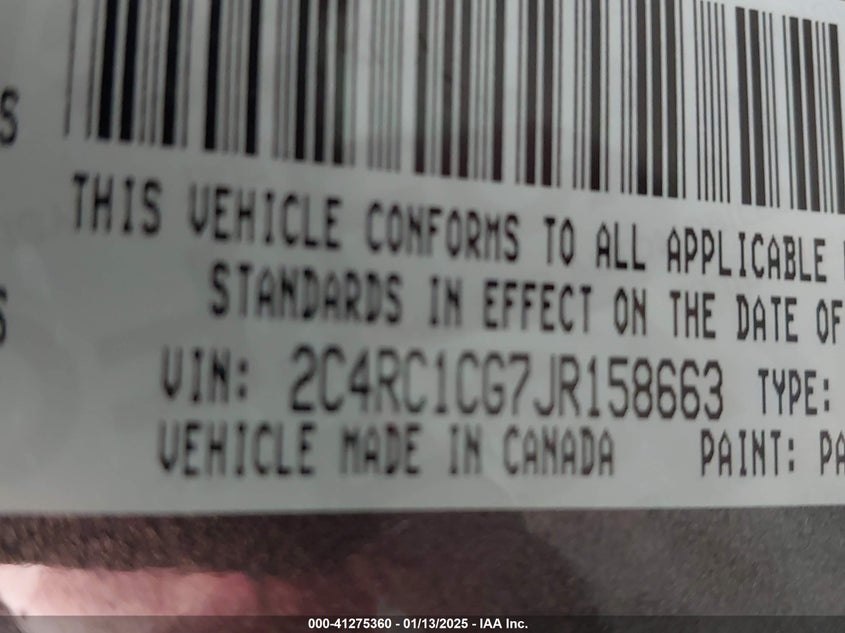 S
THIS VEHICLE CONFORMS TO ALL APPLICABLE
STANDARDS IN EFFECT ON THE DATE OF
S
VIN: 2C4RC1CG7JR158663 TYPE:
VEHICLE MADE IN CANADA PAINT: PA
000-41275360 - 01/13/2025 - IAA Inc.